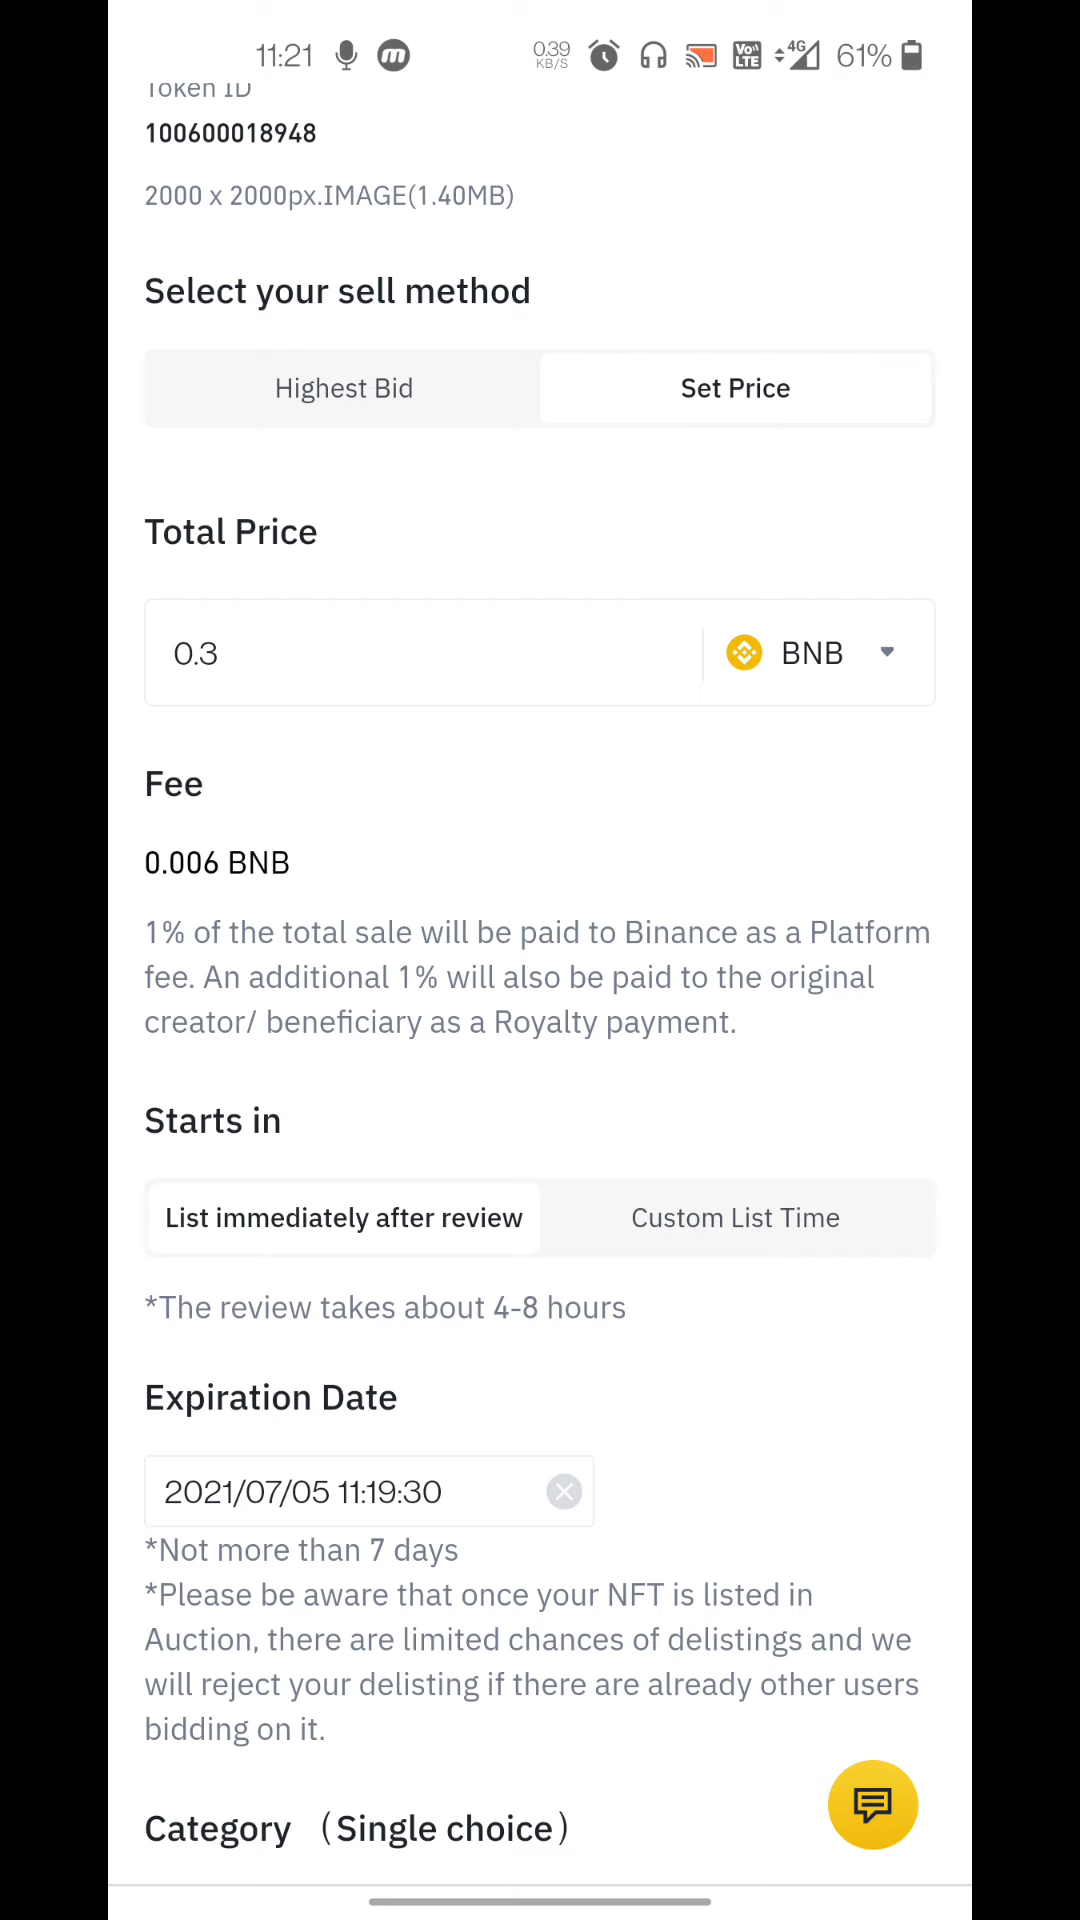 11:21 0.39 KB/S VoLTE 4G 61%
Token ID
100600018948
2000 x 2000px.IMAGE(1.40MB)
Select your sell method
Highest Bid Set Price
Total Price
0.3 BNB
Fee
0.006 BNB
1% of the total sale will be paid to Binance as a Platform
fee. An additional 1% will also be paid to the original
creator/ beneficiary as a Royalty payment.
Starts in
List immediately after review Custom List Time
*The review takes about 4-8 hours
Expiration Date
2021/07/05 11:19:30
*Not more than 7 days
*Please be aware that once your NFT is listed in
Auction, there are limited chances of delistings and we
will reject your delisting if there are already other users
bidding on it.
Category （Single choice）